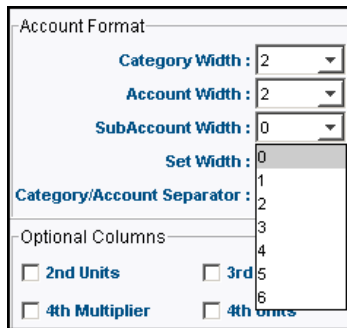 Account Format
Category Width : 2
Account Width : 2
SubAccount Width : 0
Set Width : 0
1
Category/Account Separator : 2
3
Optional Columns 4
2nd Units 3rd 5
4th Multiplier 4th Units 6